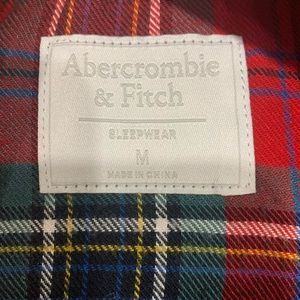 Abercrombie
& Fitch
SLEEPWEAR
M
MADE IN CHINA